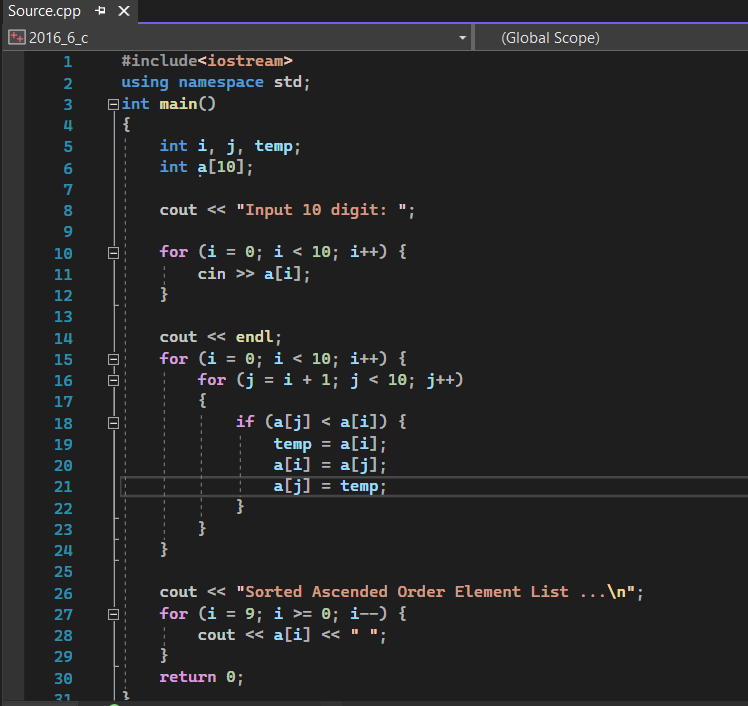 Source.cpp
2016_6_c (Global Scope)
1 #include<iostream>
2 using namespace std;
3 int main()
4 {
5 int i, j, temp;
6 int a[10];
7
8 cout << "Input 10 digit: ";
9
10 for (i = 0; i < 10; i++) {
11 cin >> a[i];
12 }
13
14 cout << endl;
15 for (i = 0; i < 10; i++) {
16 for (j = i + 1; j < 10; j++)
17 {
18 if (a[j] < a[i]) {
19 temp = a[i];
20 a[i] = a[j];
21 a[j] = temp;
22 }
23 }
24 }
25
26 cout << "Sorted Ascended Order Element List ...\n";
27 for (i = 9; i >= 0; i--) {
28 cout << a[i] << " ";
29 }
30 return 0;
31 }